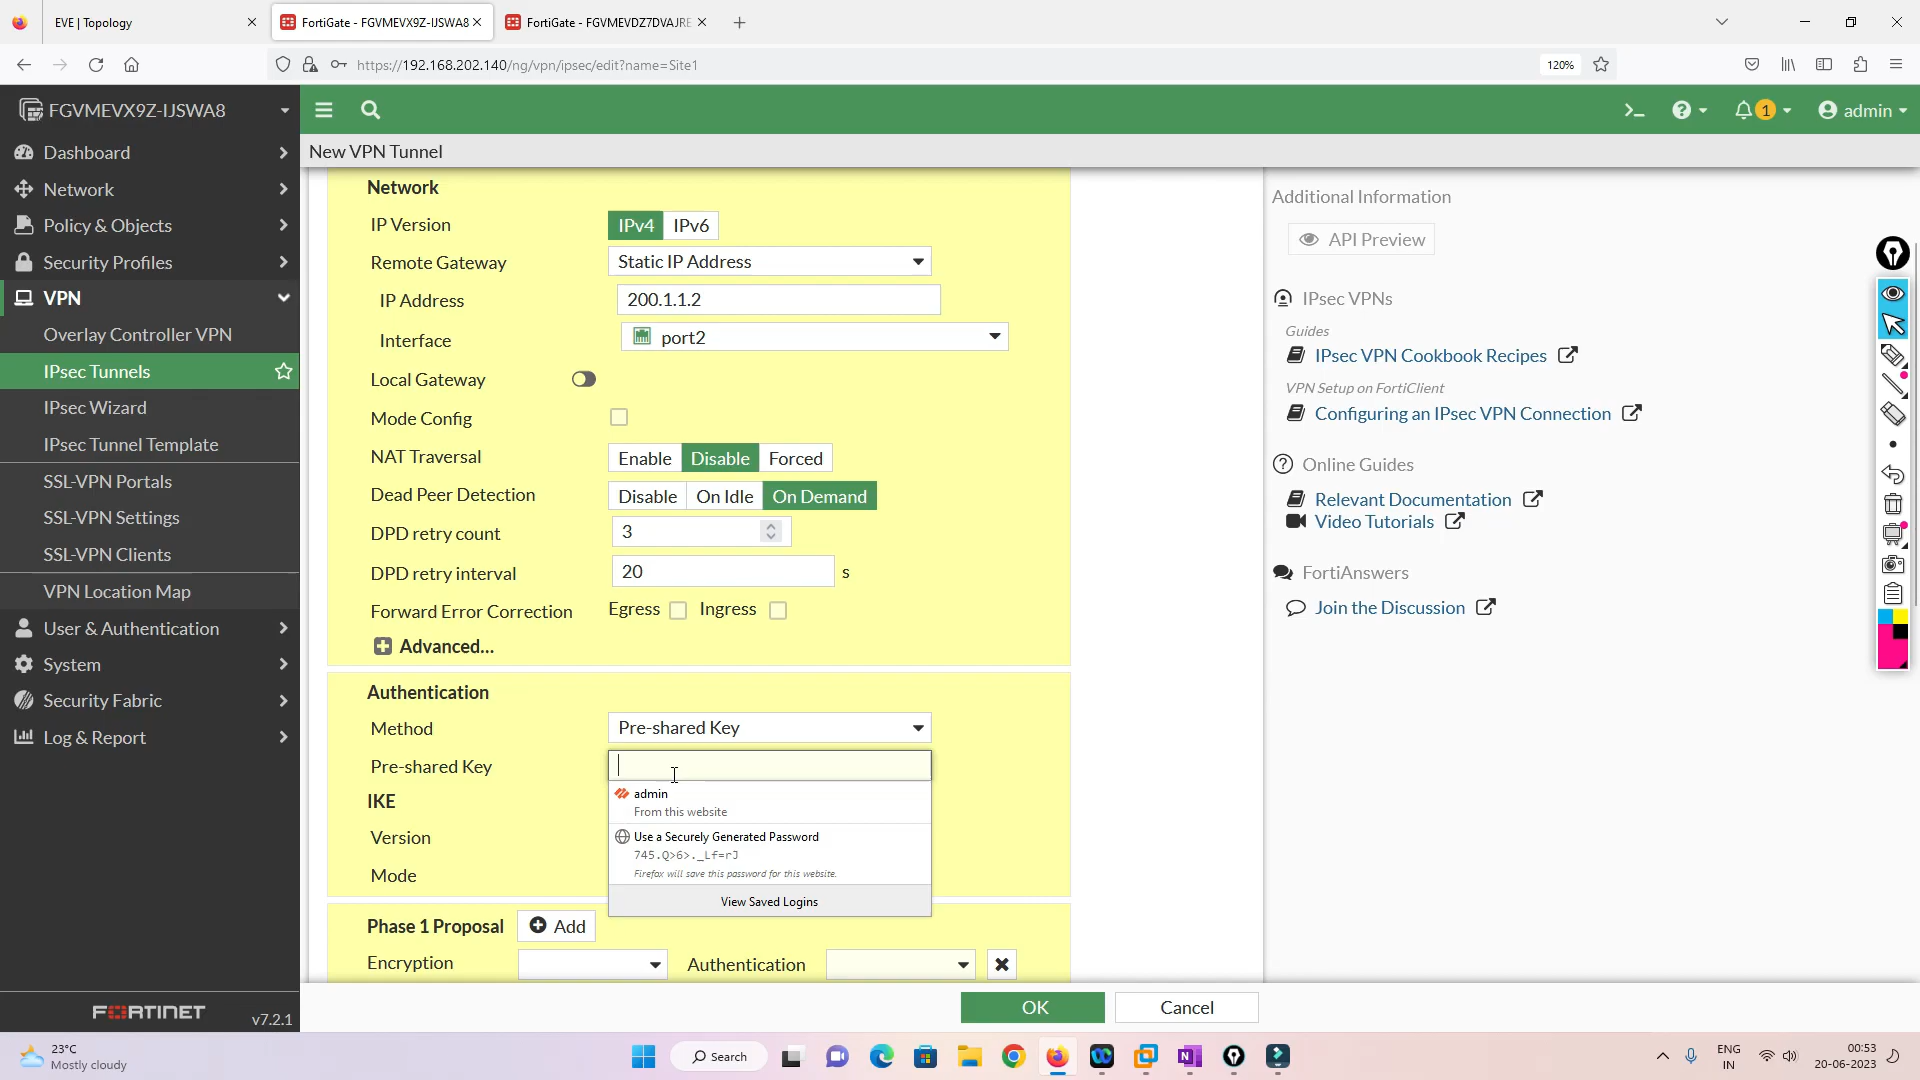 EVE | Topology
FortiGate - FGVMEVX9Z-IJSWA8
FortiGate - FGVMEVDZ7DVAJRE
https://192.168.202.140/ng/vpn/ipsec/edit?name=Site1
120%
FGVMEVX9Z-IJSWA8
1
admin
New VPN Tunnel
Dashboard
Network
Policy & Objects
Security Profiles
VPN
Overlay Controller VPN
IPsec Tunnels
IPsec Wizard
IPsec Tunnel Template
SSL-VPN Portals
SSL-VPN Settings
SSL-VPN Clients
VPN Location Map
User & Authentication
System
Security Fabric
Log & Report
FORTINET
v7.2.1
Network
IP Version IPv4 IPv6
Remote Gateway Static IP Address
IP Address 200.1.1.2
Interface port2
Local Gateway
Mode Config
NAT Traversal Enable Disable Forced
Dead Peer Detection Disable On Idle On Demand
DPD retry count 3
DPD retry interval 20 s
Forward Error Correction Egress Ingress
Advanced...
Authentication
Method Pre-shared Key
Pre-shared Key
admin
From this website
Use a Securely Generated Password
745.Q>6>._Lf=rJ
Firefox will save this password for this website.
View Saved Logins
IKE
Version
Mode
Phase 1 Proposal Add
Encryption Authentication
OK Cancel
Additional Information
API Preview
IPsec VPNs
Guides
IPsec VPN Cookbook Recipes
VPN Setup on FortiClient
Configuring an IPsec VPN Connection
Online Guides
Relevant Documentation
Video Tutorials
FortiAnswers
Join the Discussion
23°C
Mostly cloudy
Search
ENG
IN
00:53
20-06-2023